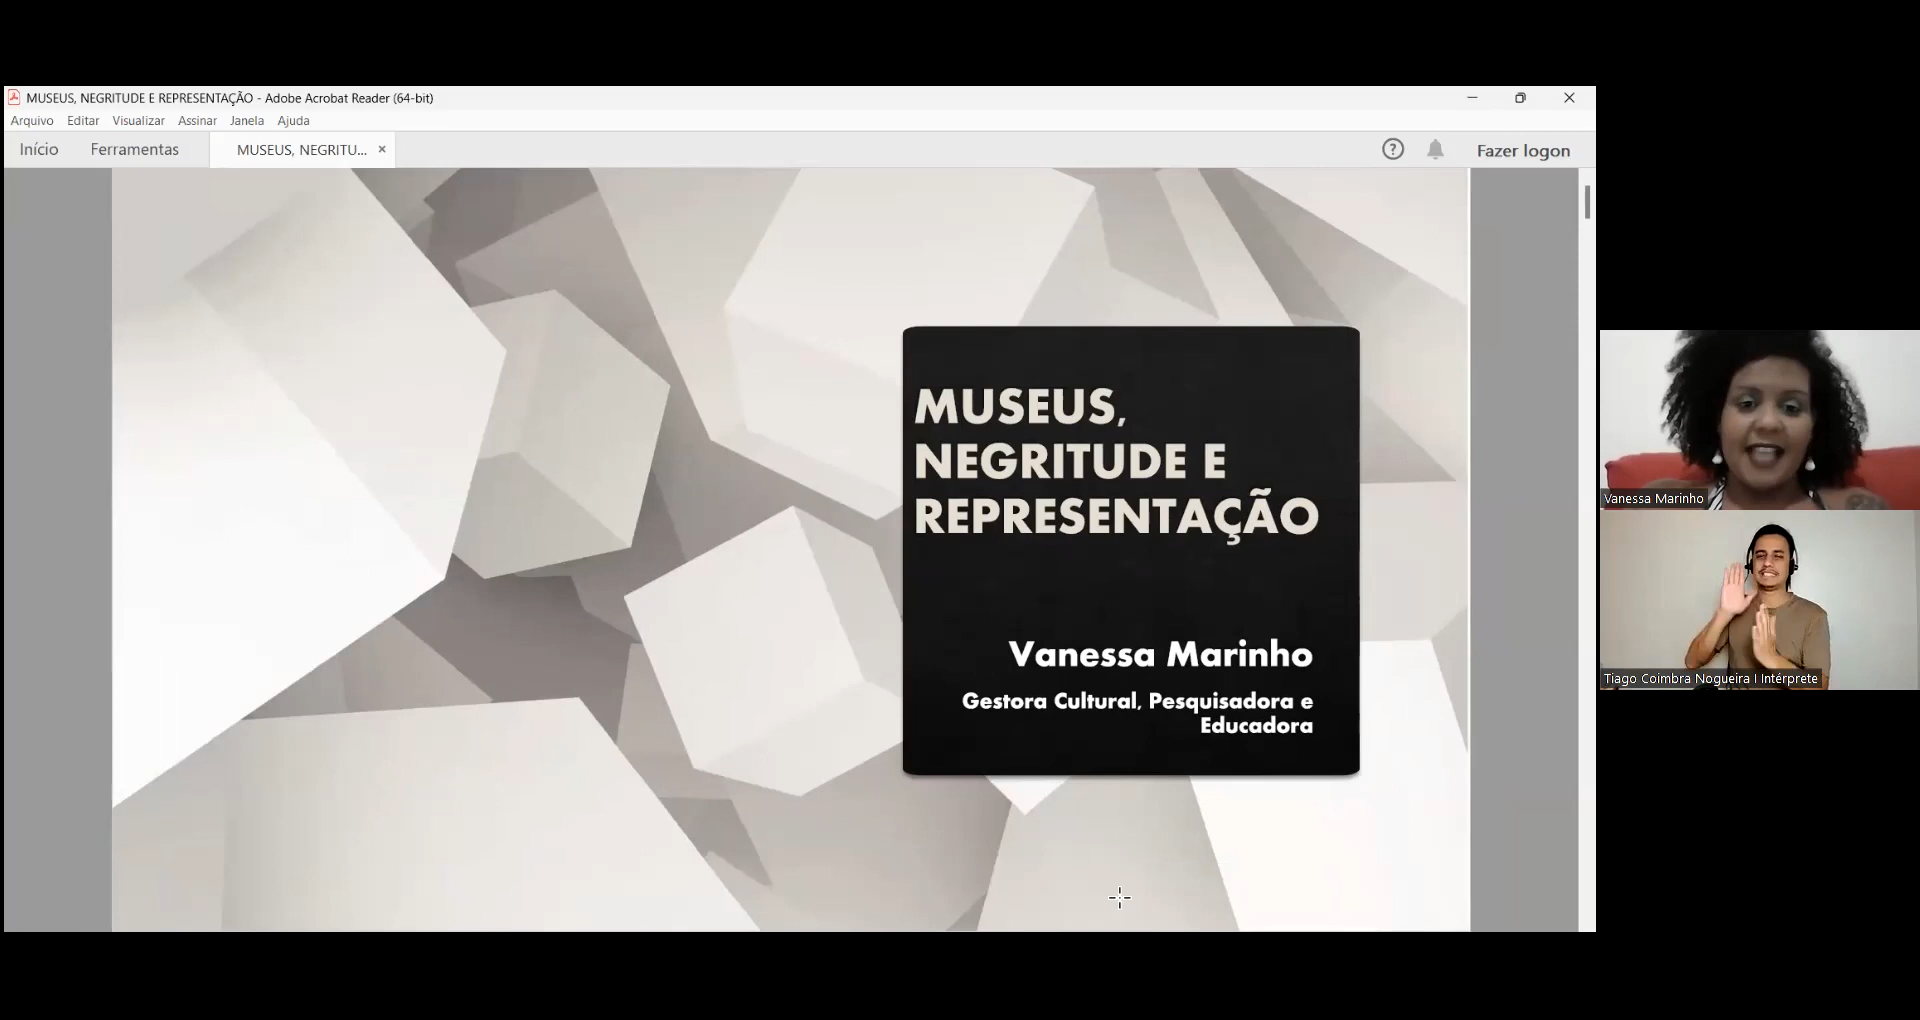 MUSEUS, NEGRITUDE E REPRESENTAÇÃO - Adobe Acrobat Reader (64-bit)
Arquivo Editar Visualizar Assinar Janela Ajuda
Início Ferramentas MUSEUS, NEGRITU... × ? Fazer logon
MUSEUS,
NEGRITUDE E
REPRESENTAÇÃO
Vanessa Marinho
Gestora Cultural, Pesquisadora e
Educadora
Vanessa Marinho
Tiago Coimbra Nogueira I Intérprete